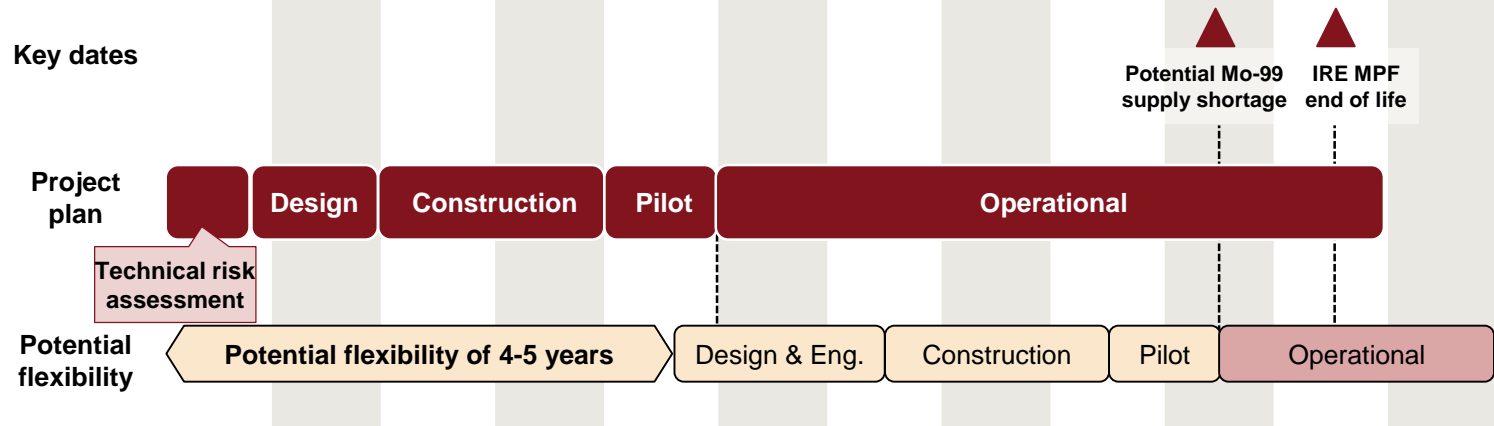 Key dates
Potential Mo-99
supply shortage
IRE MPF
end of life
Project
plan
Design
Construction
Pilot
Operational
Technical risk
assessment
Potential
flexibility
Potential flexibility of 4-5 years
Design & Eng.
Construction
Pilot
Operational